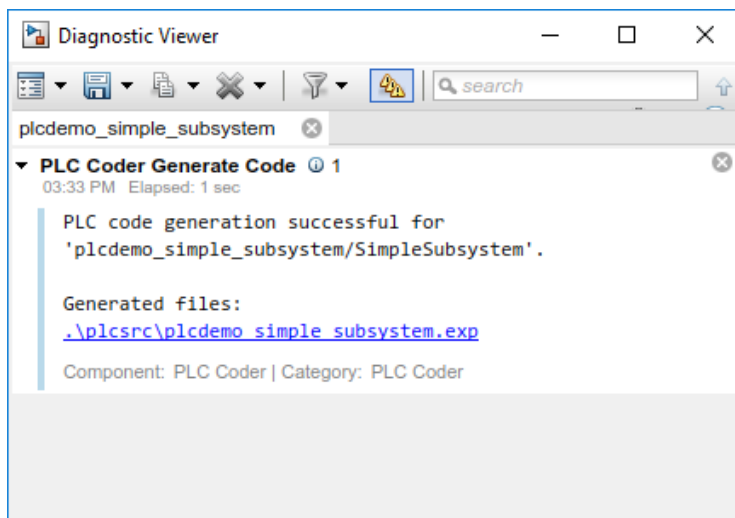 Diagnostic Viewer
search
plcdemo_simple_subsystem
PLC Coder Generate Code 1
03:33 PM Elapsed: 1 sec
PLC code generation successful for
'plcdemo_simple_subsystem/SimpleSubsystem'.
Generated files:
.\plcsrc\plcdemo_simple_subsystem.exp
Component: PLC Coder | Category: PLC Coder